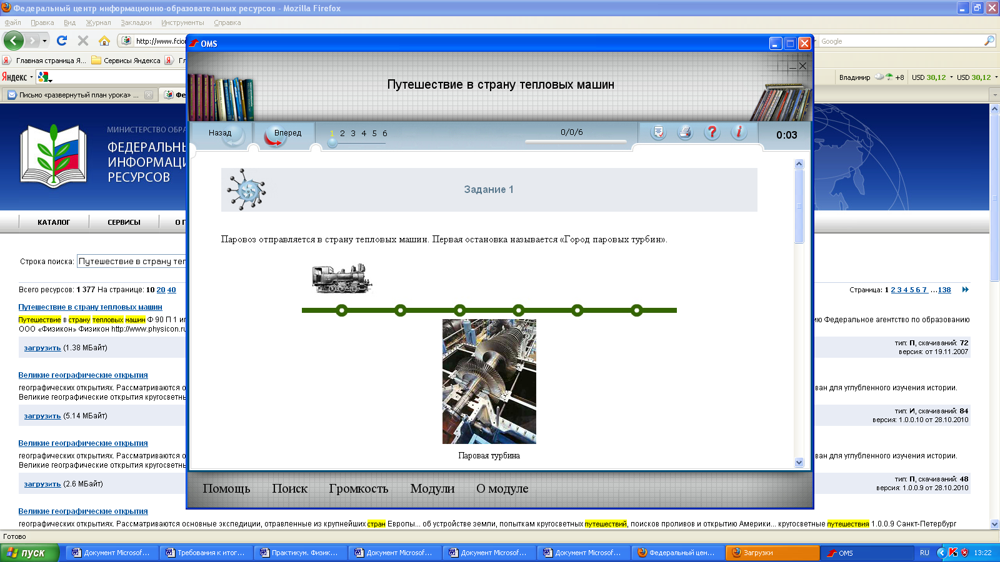 Федеральный центр информационно-образовательных ресурсов - Mozilla Firefox
Файл Правка Вид Журнал Закладки Инструменты Справка
http://www.fcio
Google
Главная страница Я... Сервисы Яндекса
Яндекс
Владимир +8 USD 30,12 USD 30,12
Письмо «развернутый план урока» ...
OMS
Путешествие в страну тепловых машин
Назад Вперед 1 2 3 4 5 6 0/0/6 0:03
МИНИСТЕРСТВО ОБРА
ФЕДЕРАЛЬНЫ
ИНФОРМАЦИ
РЕСУРСОВ
КАТАЛОГ СЕРВИСЫ О П
Задание 1
Паровоз отправляется в страну тепловых машин. Первая остановка называется «Город паровых турбин».
Паровая турбина
Помощь Поиск Громкость Модули О модуле
Строка поиска: Путешествие в страну теп
Всего ресурсов: 1 377 На странице: 10 20 40
Страница: 1 2 3 4 5 6 7 ...138
Путешествие в страну тепловых машин
Путешествие в страну тепловых машин Ф 90 П 1 иг
ию Федеральное агентство по образованию
ООО «Физикон» Физикон http://www.physicon.ru
загрузить (1.38 МБайт)
тип: П, скачиваний: 72
версия: от 19.11.2007
Великие географические открытия
географических открытиях. Рассматриваются о
ван для углубленного изучения истории.
Великие географические открытия кругосветны
загрузить (5.14 МБайт)
тип: И, скачиваний: 84
версия: 1.0.0.10 от 28.10.2010
Великие географические открытия
географических открытиях. Рассматриваются о
ван для углубленного изучения истории.
Великие географические открытия кругосветны
загрузить (2.6 МБайт)
тип: П, скачиваний: 48
версия: 1.0.0.9 от 28.10.2010
Великие географические открытия
географических открытиях. Рассматриваются основные экспедиции, отравленные из крупнейших стран Европы... об устройстве земли, попыткам кругосветных путешествий, поисков проливов и открытию Америки... кругосветные путешествия 1.0.0.9 Санкт-Петербург
Готово
пуск Документ Microsof... Требования к итог... Практикум. Физик... Документ Microsof... Документ Microsof... Документ Microsof... Федеральный цен... Загрузки OMS RU 13:22